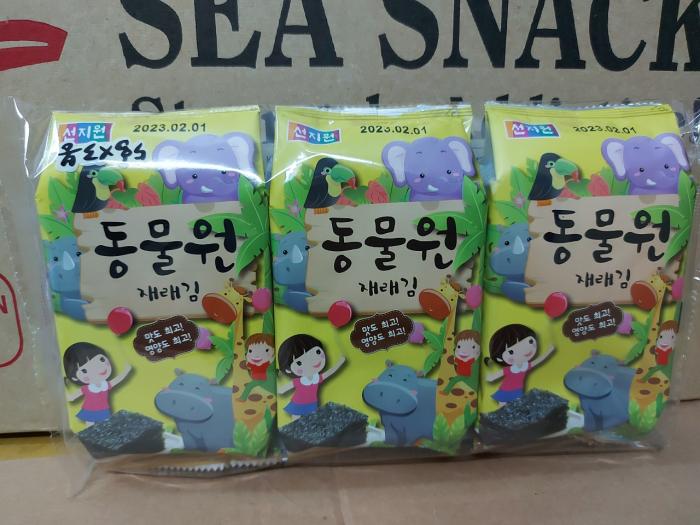 SEA SNACK
선지원
2023.02.01
5g×3봉
동물원
재래김
맛도 최고!
영양도 최고!
선지원
2023.02.01
동물원
재래김
맛도 최고!
영양도 최고!
선지원
2023.02.01
동물원
재래김
맛도 최고!
영양도 최고!